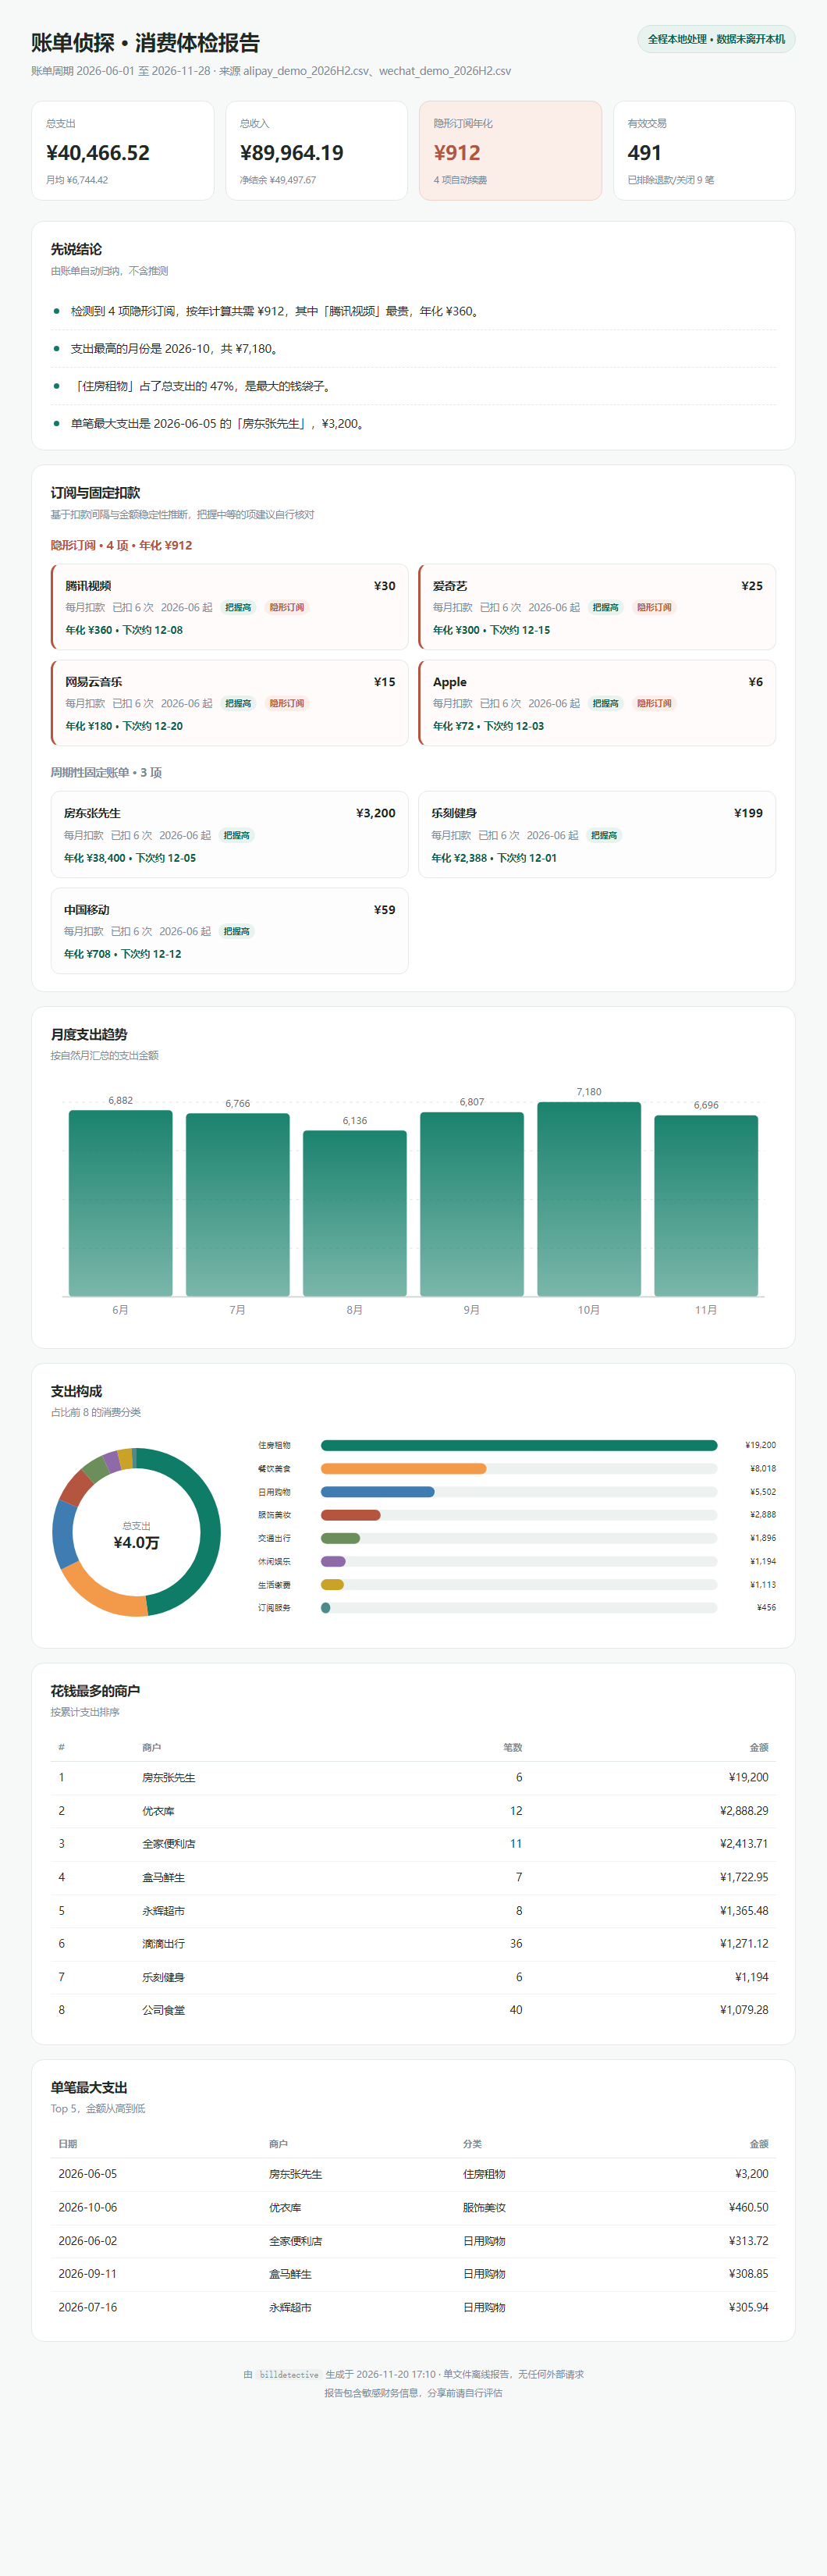 账单侦探 • 消费体检报告
全程本地处理 • 数据未离开本机
账单周期 2026-06-01 至 2026-11-28 · 来源 alipay_demo_2026H2.csv、wechat_demo_2026H2.csv
总支出
¥40,466.52
月均 ¥6,744.42
总收入
¥89,964.19
净结余 ¥49,497.67
隐形订阅年化
¥912
4 项自动续费
有效交易
491
已排除退款/关闭 9 笔
先说结论
由账单自动归纳，不含推测
检测到 4 项隐形订阅，按年计算共需 ¥912，其中「腾讯视频」最贵，年化 ¥360。
支出最高的月份是 2026-10，共 ¥7,180。
「住房租物」占了总支出的 47%，是最大的钱袋子。
单笔最大支出是 2026-06-05 的「房东张先生」，¥3,200。
订阅与固定扣款
基于扣款间隔与金额稳定性推断，把握中等的项建议自行核对
隐形订阅 • 4 项 • 年化 ¥912
腾讯视频 ¥30
每月扣款 已扣 6 次 2026-06 起 把握高 隐形订阅
年化 ¥360 • 下次约 12-08
爱奇艺 ¥25
每月扣款 已扣 6 次 2026-06 起 把握高 隐形订阅
年化 ¥300 • 下次约 12-15
网易云音乐 ¥15
每月扣款 已扣 6 次 2026-06 起 把握高 隐形订阅
年化 ¥180 • 下次约 12-20
Apple ¥6
每月扣款 已扣 6 次 2026-06 起 把握高 隐形订阅
年化 ¥72 • 下次约 12-03
周期性固定账单 • 3 项
房东张先生 ¥3,200
每月扣款 已扣 6 次 2026-06 起 把握高
年化 ¥38,400 • 下次约 12-05
乐刻健身 ¥199
每月扣款 已扣 6 次 2026-06 起 把握高
年化 ¥2,388 • 下次约 12-01
中国移动 ¥59
每月扣款 已扣 6 次 2026-06 起 把握高
年化 ¥708 • 下次约 12-12
月度支出趋势
按自然月汇总的支出金额
6,882 6,766 6,136 6,807 7,180 6,696
6月 7月 8月 9月 10月 11月
支出构成
占比前 8 的消费分类
总支出
¥4.0万
住房租物 ¥19,200
餐饮美食 ¥8,018
日用购物 ¥5,502
服饰美妆 ¥2,888
交通出行 ¥1,896
休闲娱乐 ¥1,194
生活缴费 ¥1,113
订阅服务 ¥456
花钱最多的商户
按累计支出排序
# 商户 笔数 金额
1 房东张先生 6 ¥19,200
2 优衣库 12 ¥2,888.29
3 全家便利店 11 ¥2,413.71
4 盒马鲜生 7 ¥1,722.95
5 永辉超市 8 ¥1,365.48
6 滴滴出行 36 ¥1,271.12
7 乐刻健身 6 ¥1,194
8 公司食堂 40 ¥1,079.28
单笔最大支出
Top 5，金额从高到低
日期 商户 分类 金额
2026-06-05 房东张先生 住房租物 ¥3,200
2026-10-06 优衣库 服饰美妆 ¥460.50
2026-06-02 全家便利店 日用购物 ¥313.72
2026-09-11 盒马鲜生 日用购物 ¥308.85
2026-07-16 永辉超市 日用购物 ¥305.94
由 billdetective 生成于 2026-11-20 17:10 · 单文件离线报告，无任何外部请求
报告包含敏感财务信息，分享前请自行评估